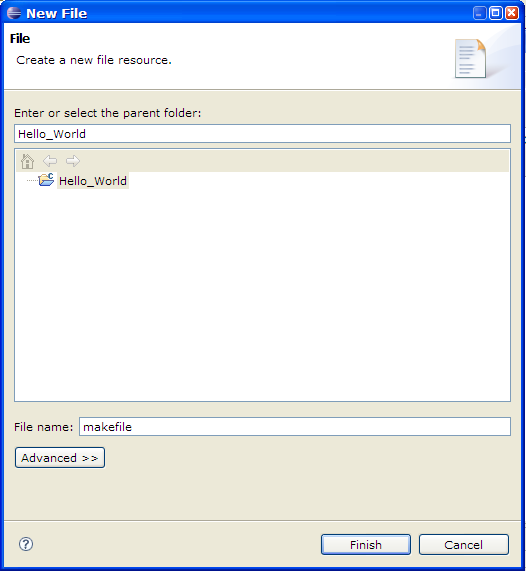 New File
File
Create a new file resource.
Enter or select the parent folder:
Hello_World
Hello_World
File name: makefile
Advanced >>
Finish Cancel